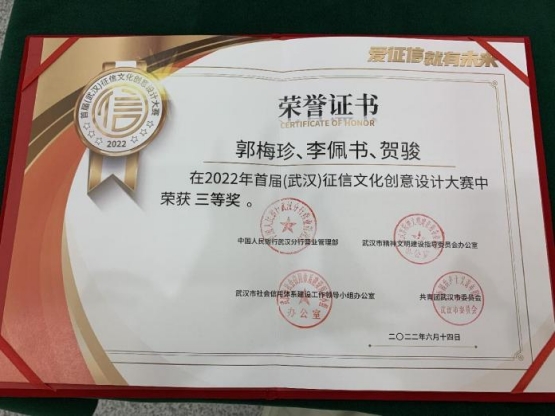 爱征信就有未来
首届(武汉)征信文化创意设计大赛
信
2022
荣誉证书
CERTIFICATE OF HONOR
郭梅珍、李佩书、贺骏
在2022年首届(武汉)征信文化创意设计大赛中
荣获 三等奖 。
中国人民银行武汉分行营业管理部
武汉市精神文明建设指导委员会办公室
武汉市社会信用体系建设工作领导小组办公室
办公室
共青团武汉市委员会
二〇二二年六月十四日